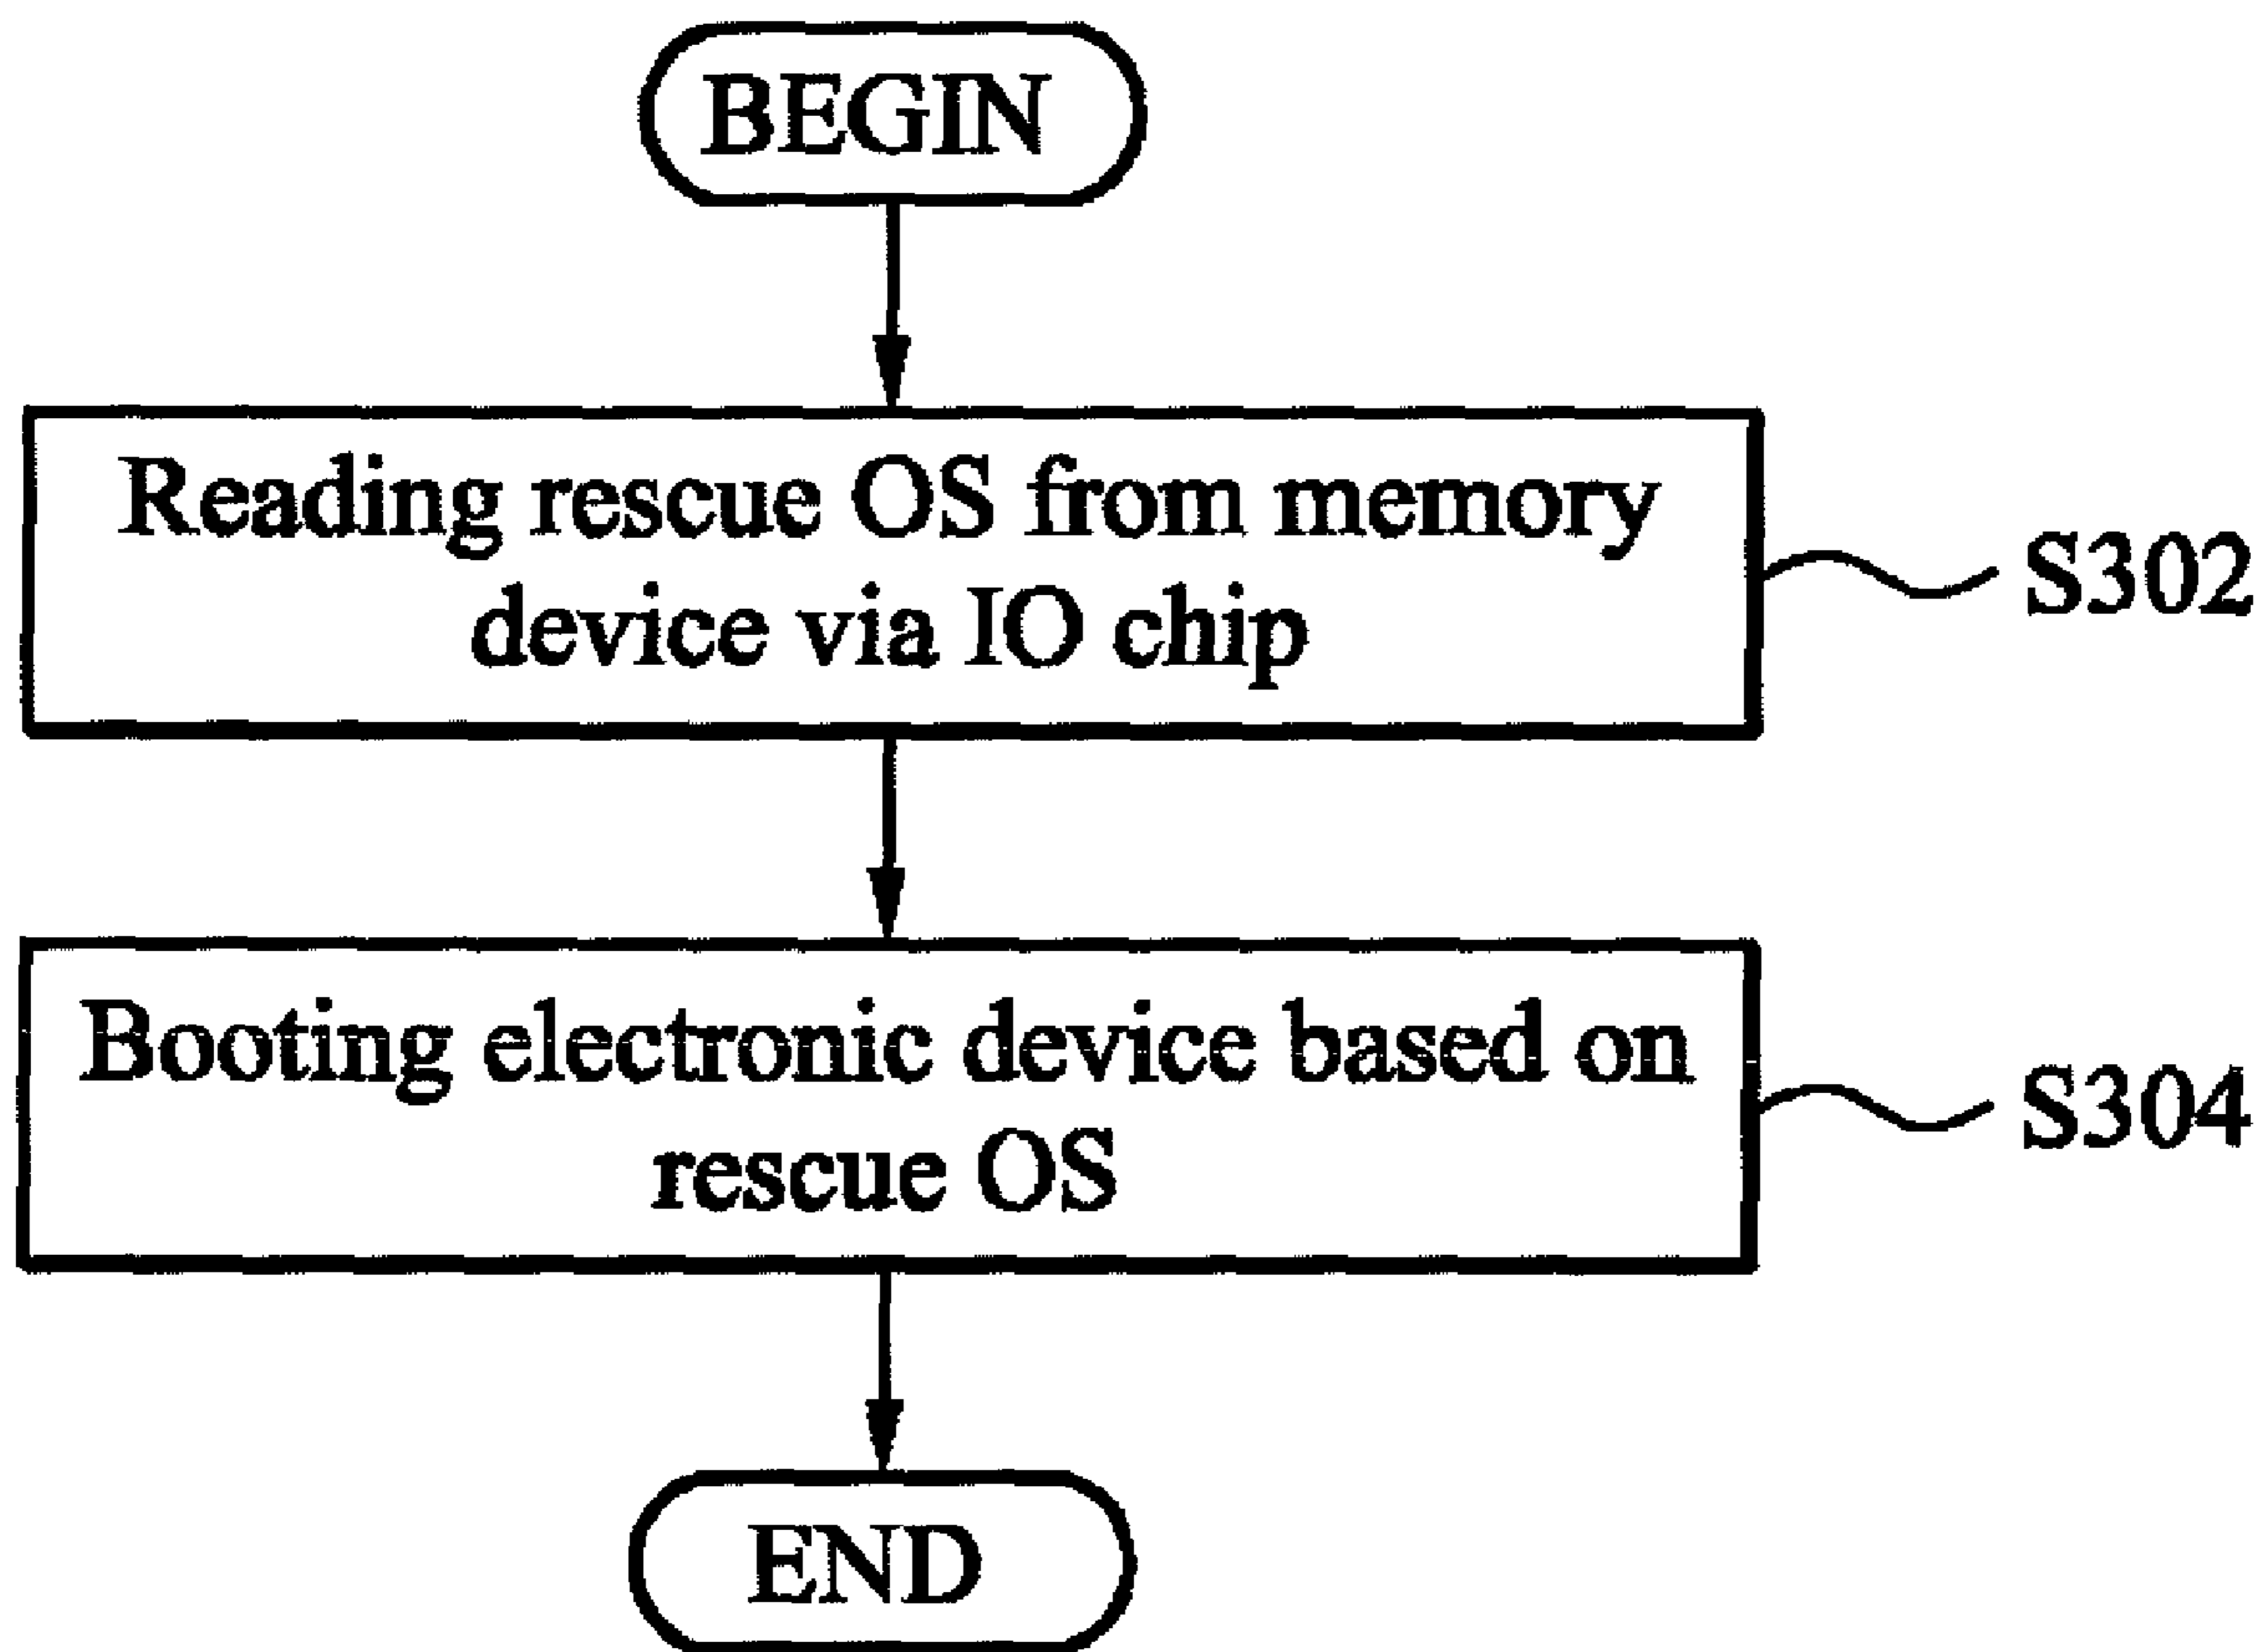 BEGIN
Reading rescue OS from memory
device via IO chip
S302
Booting electronic device based on
rescue OS
S304
END